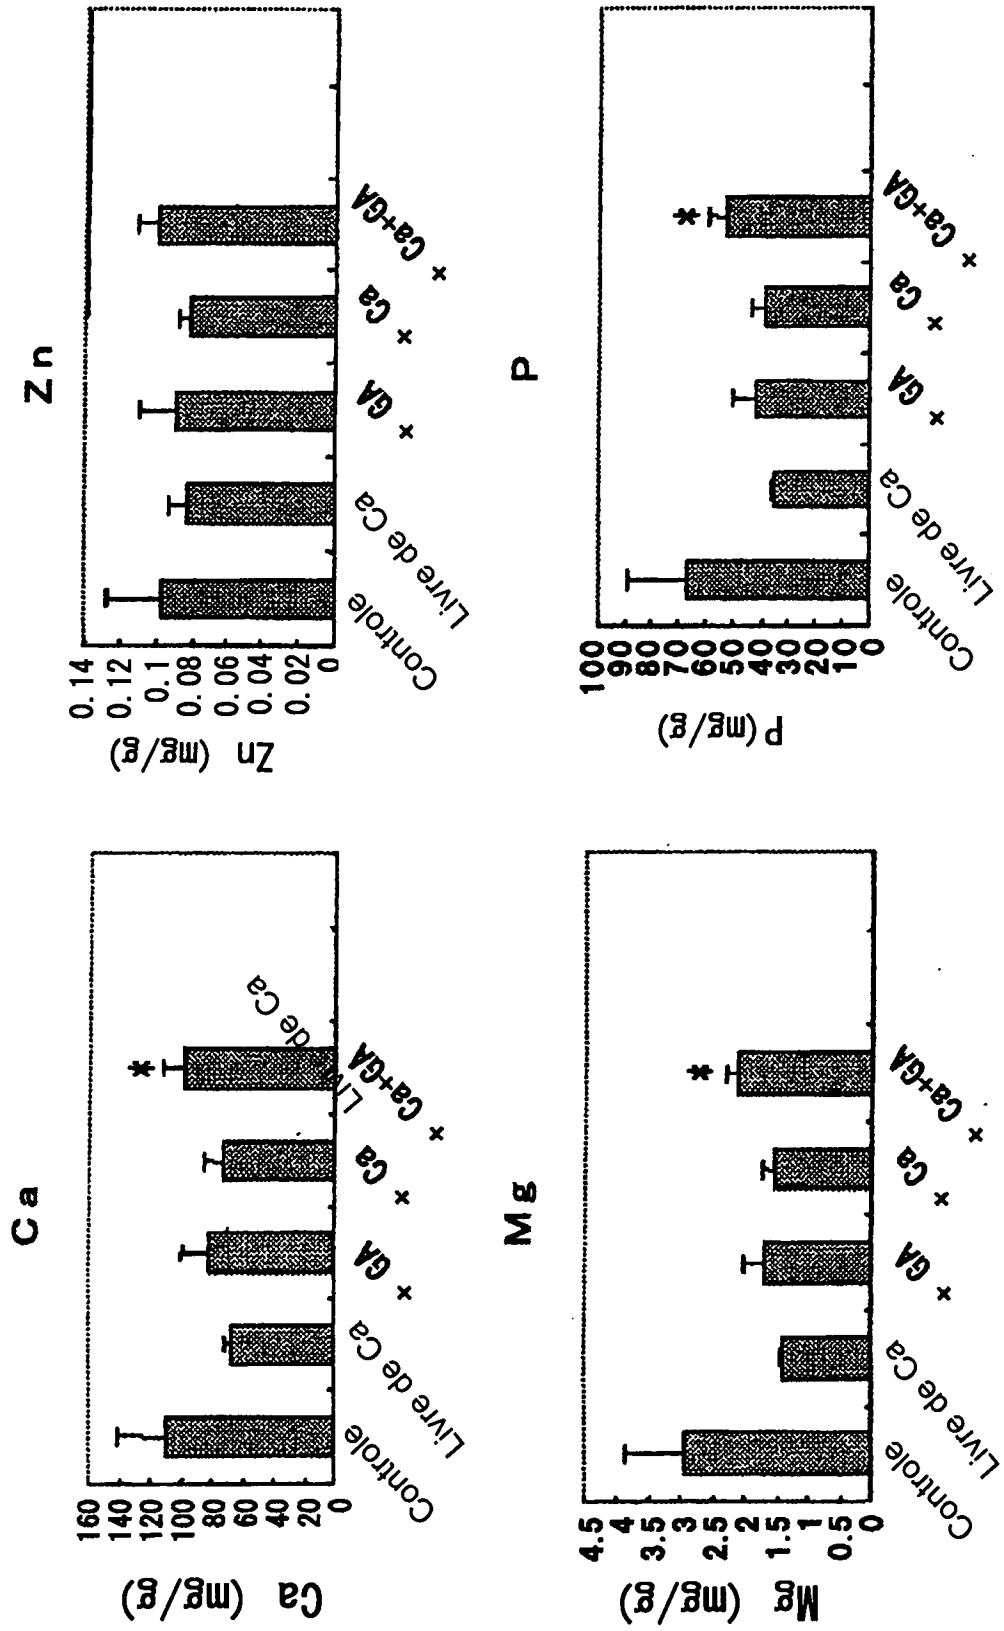 Ca
Ca (mg/g)
160
140
120
100
80
60
40
20
0
*
Controle
Livre de Ca
× GA
× Ca
× Ca+GA
Livre de Ca
Zn
Zn (mg/g)
0.14
0.12
0.1
0.08
0.06
0.04
0.02
0
Controle
Livre de Ca
× GA
× Ca
× Ca+GA
Mg
Mg (mg/g)
4.5
4
3.5
3
2.5
2
1.5
1
0.5
0
*
Controle
Livre de Ca
× GA
× Ca
× Ca+GA
P
P(mg/g)
100
90
80
70
60
50
40
30
20
10
0
*
Controle
Livre de Ca
× GA
× Ca
× Ca+GA